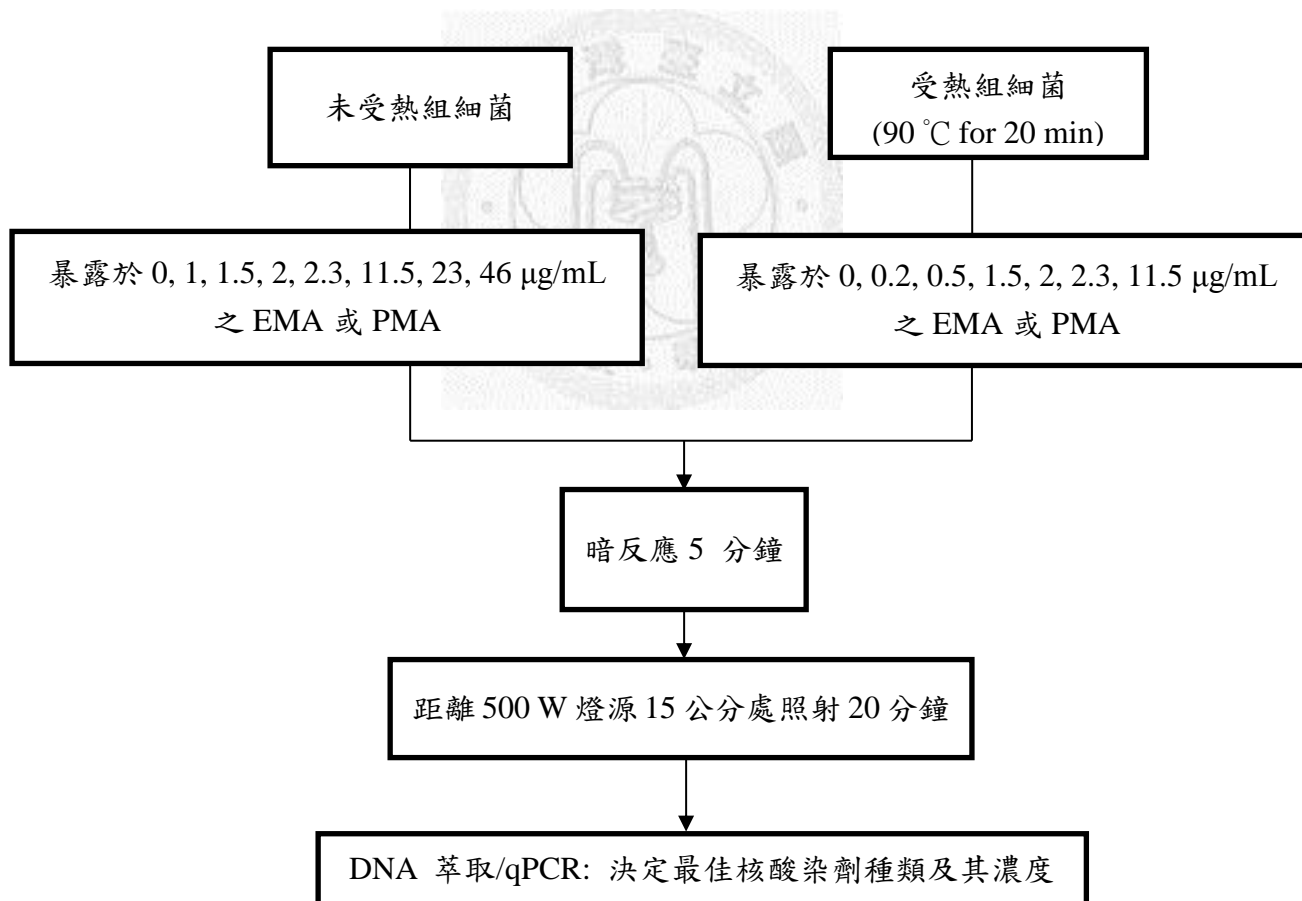 未受熱組細菌
受熱組細菌
(90 ℃ for 20 min)
暴露於 0, 1, 1.5, 2, 2.3, 11.5, 23, 46 μg/mL
之 EMA 或 PMA
暴露於 0, 0.2, 0.5, 1.5, 2, 2.3, 11.5 μg/mL
之 EMA 或 PMA
暗反應 5 分鐘
距離 500 W 燈源 15 公分處照射 20 分鐘
DNA 萃取/qPCR: 決定最佳核酸染劑種類及其濃度